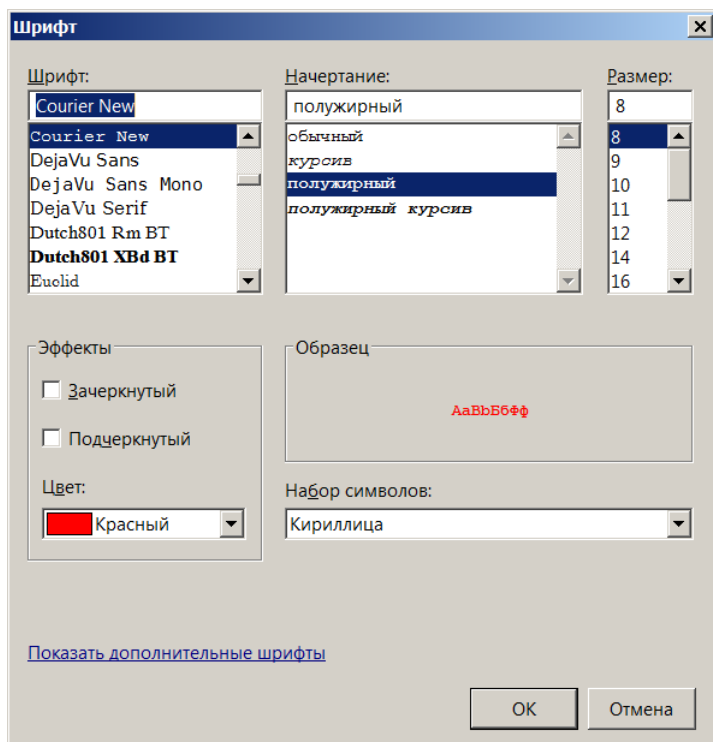 Шрифт
Шрифт:
Courier New
Courier New
DejaVu Sans
DejaVu Sans Mono
DejaVu Serif
Dutch801 Rm BT
Dutch801 XBd BT
Euclid
Начертание:
полужирный
обычный
курсив
полужирный
полужирный курсив
Размер:
8
8
9
10
11
12
14
16
Эффекты
Зачеркнутый
Подчеркнутый
Цвет:
Красный
Образец
АаВbБбФф
Набор символов:
Кириллица
Показать дополнительные шрифты
ОК
Отмена